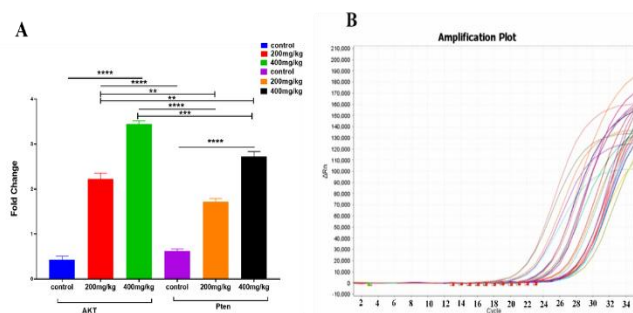 A
control
200mg/kg
400mg/kg
control
200mg/kg
400mg/kg
****
****
**
**
****
***
****
Fold Change
4
3
2
1
0
control 200mg/kg 400mg/kg control 200mg/kg 400mg/kg
AKT Pten
B
Amplification Plot
210,000
200,000
190,000
180,000
170,000
160,000
150,000
140,000
130,000
120,000
110,000
100,000
90,000
80,000
70,000
60,000
50,000
40,000
30,000
20,000
10,000
0
ΔRn
2 4 6 8 10 12 14 16 18 20 22 24 26 28 30 32 34
Cycle